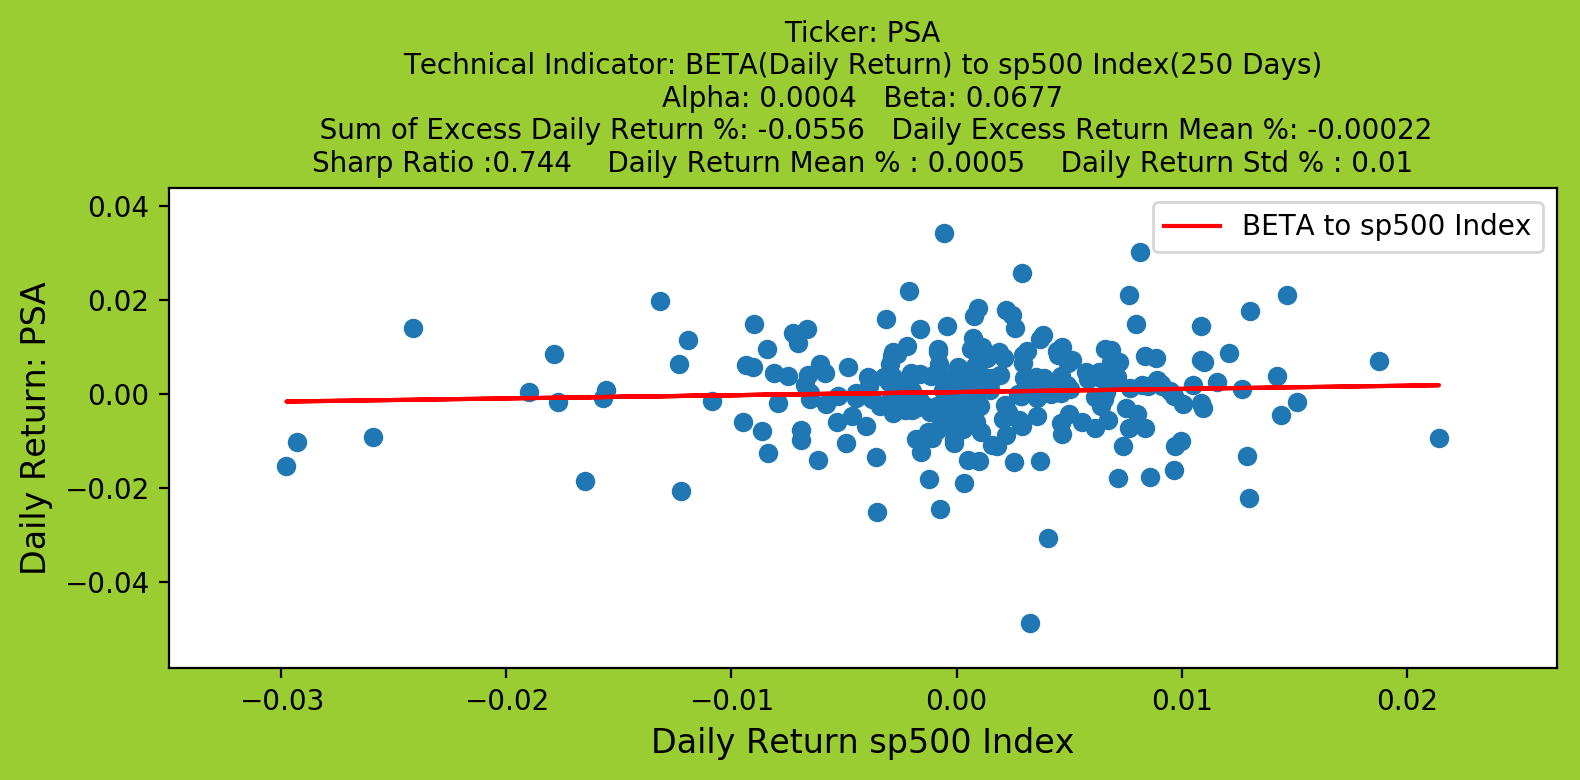 Ticker: PSA
Technical Indicator: BETA(Daily Return) to sp500 Index(250 Days)
Alpha: 0.0004 Beta: 0.0677
Sum of Excess Daily Return %: -0.0556 Daily Excess Return Mean %: -0.00022
Sharp Ratio :0.744 Daily Return Mean % : 0.0005 Daily Return Std % : 0.01
BETA to sp500 Index
Daily Return: PSA
0.04
0.02
0.00
−0.02
−0.04
−0.03 −0.02 −0.01 0.00 0.01 0.02
Daily Return sp500 Index